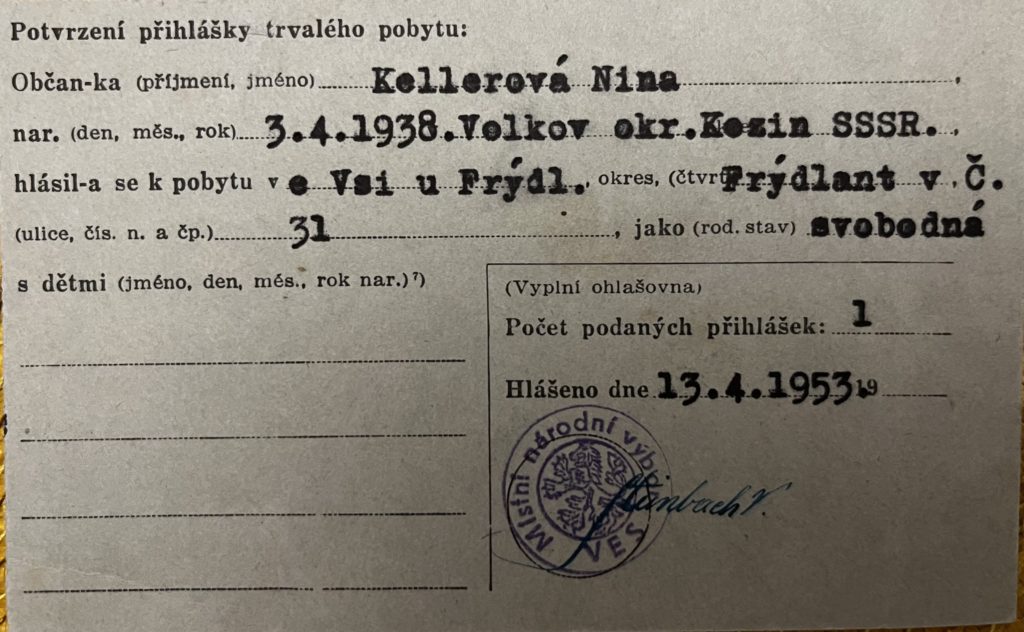 Potvrzení přihlášky trvalého pobytu:
Občan-ka (příjmení, jméno) Kellerová Nina
nar. (den, měs., rok) 3.4.1938.Volkov okr.Kozin SSSR.
hlásil-a se k pobytu v e Vsi u Frýdl., okres, (čtvrť Frýdlant v Č.
(ulice, čís. n. a čp.) 31, jako (rod. stav) svobodná
s dětmi (jméno, den, měs., rok nar.)⁷)
(Vyplní ohlašovna)
Počet podaných přihlášek: 1
Hlášeno dne 13.4.1953 19
Místní národní výbor
VES